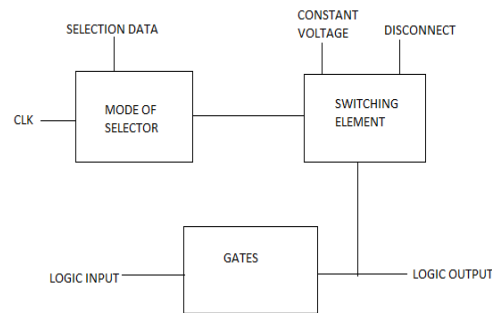 CONSTANT
VOLTAGE
SELECTION DATA
DISCONNECT
MODE OF
SELECTOR
SWITCHING
ELEMENT
CLK
GATES
LOGIC INPUT
LOGIC OUTPUT